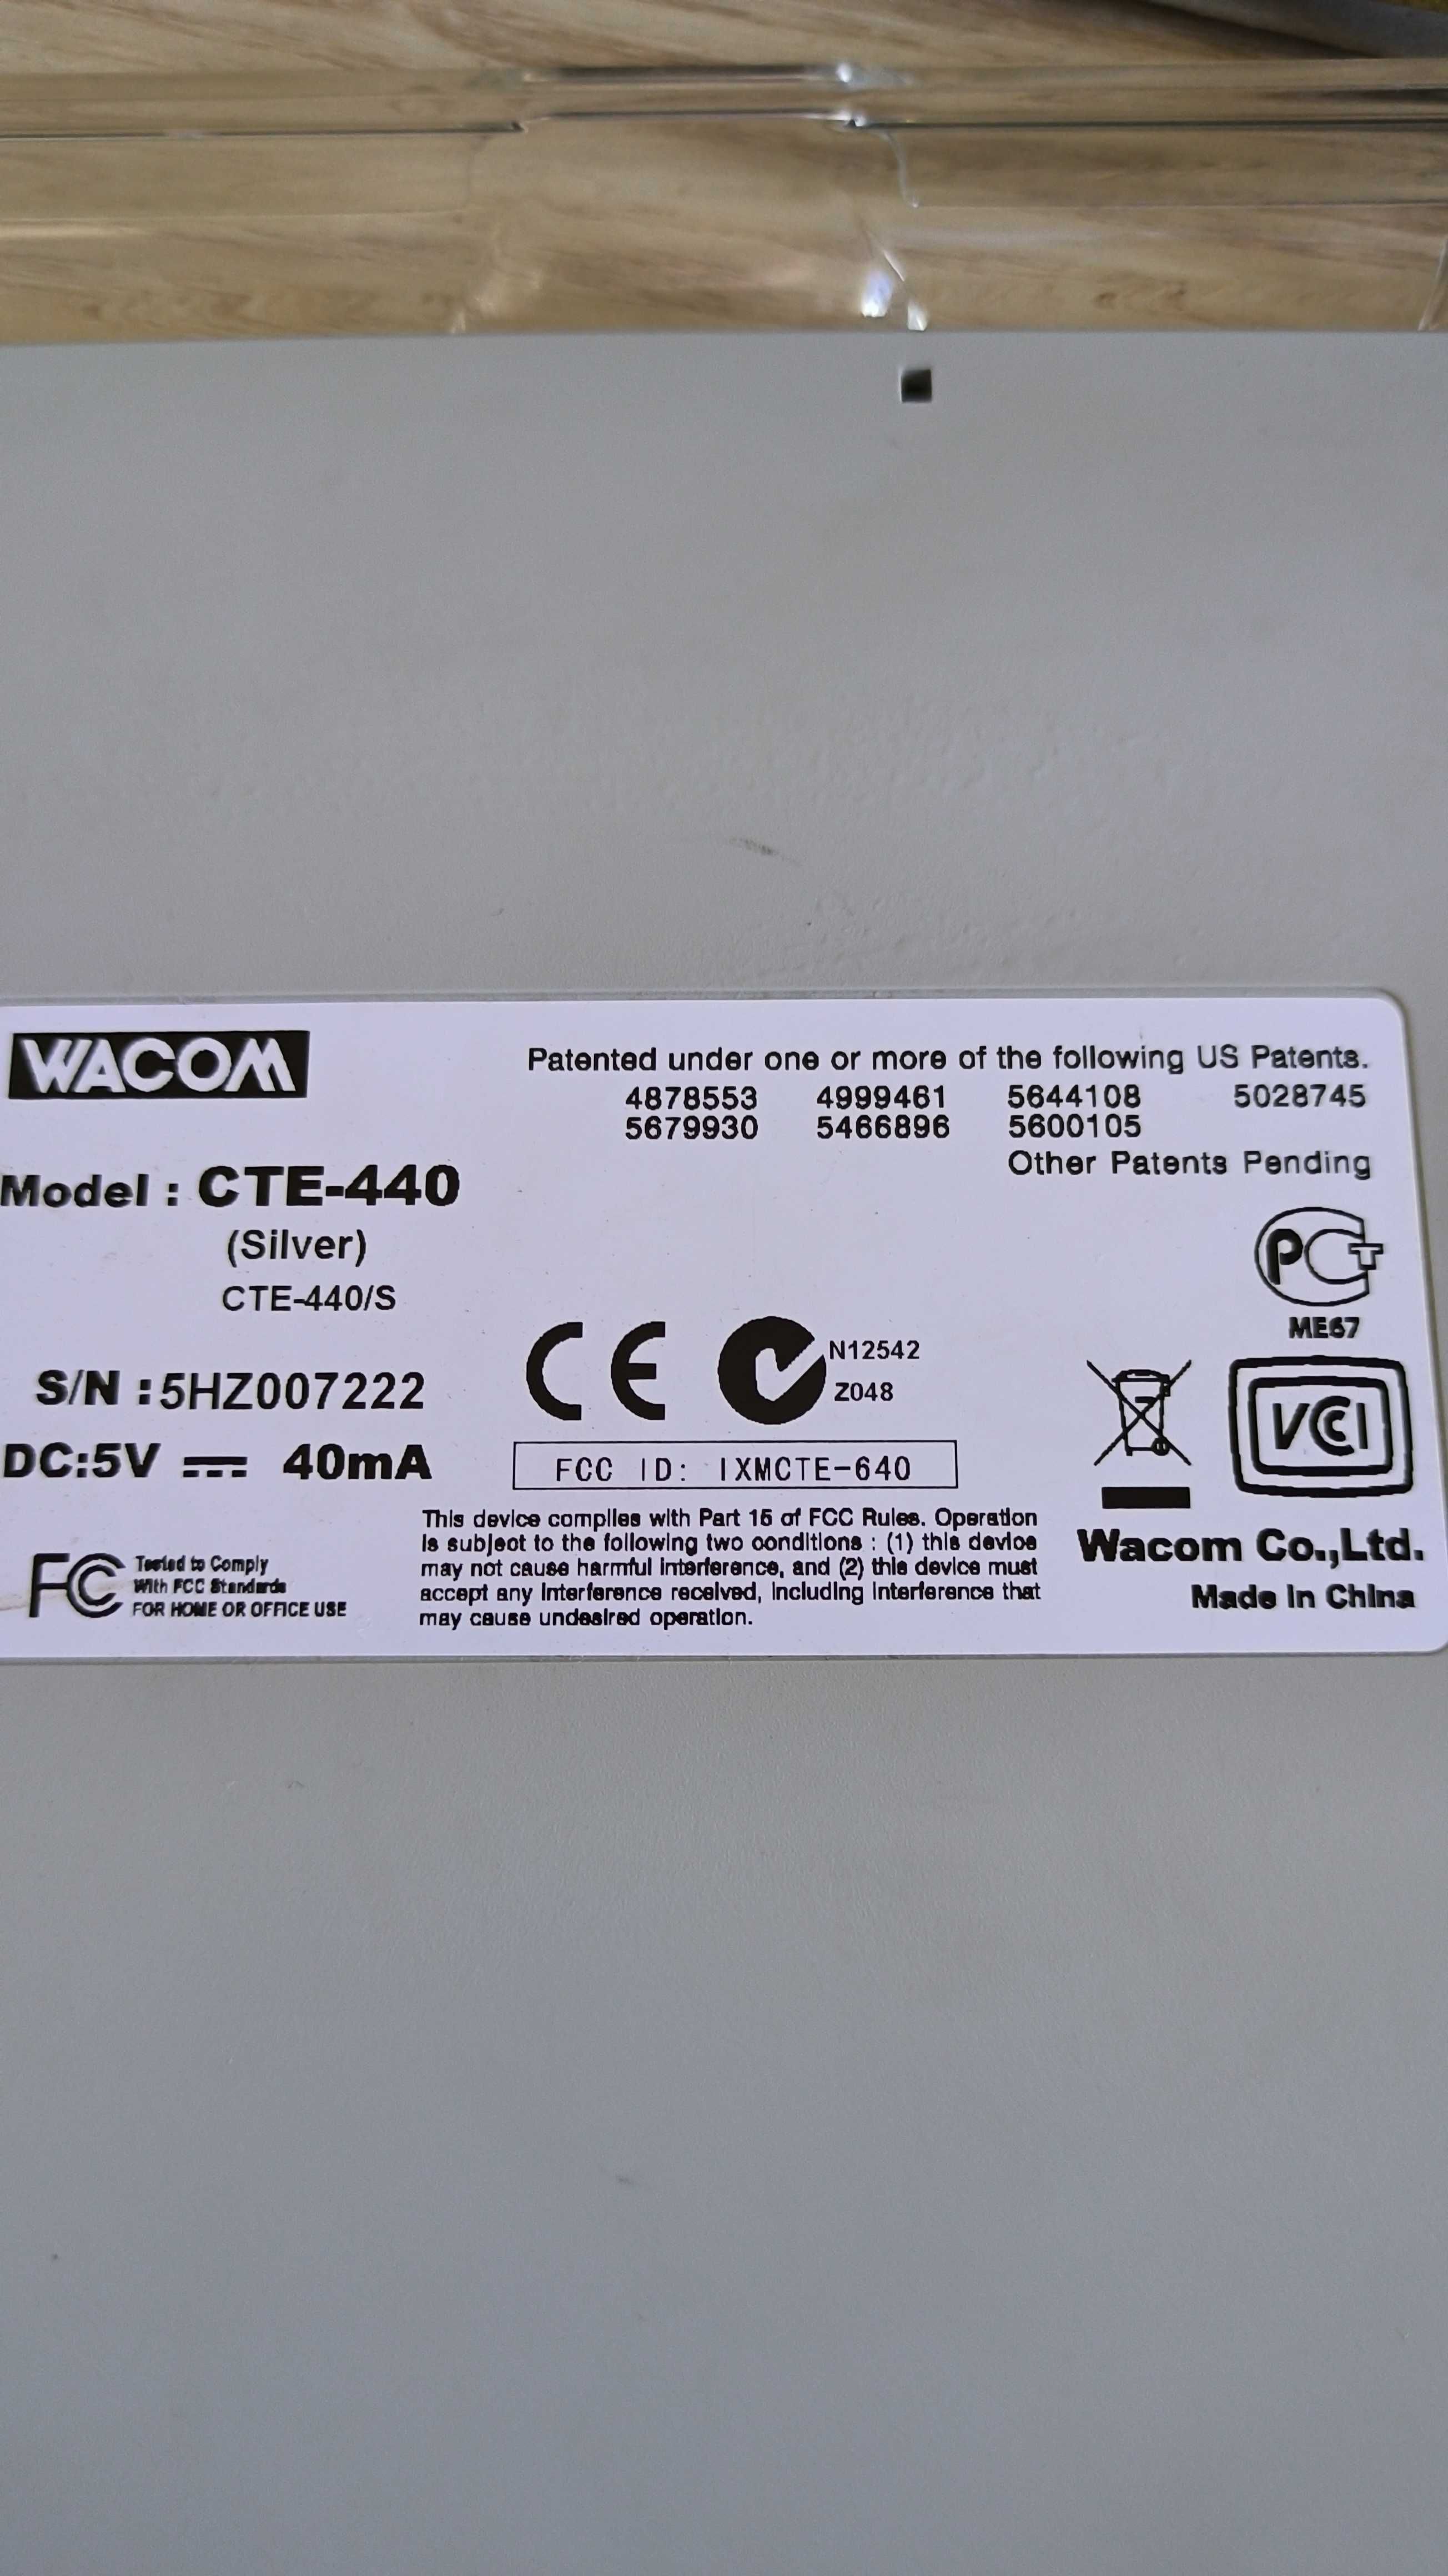 WACOM
Patented under one or more of the following US Patents.
4878553 4999461 5644108 5028745
5679930 5466896 5600105
Other Patents Pending
Model : CTE-440
(Silver)
CTE-440/S
S/N :5HZ007222
DC:5V 40mA
CE
N12542
Z048
FCC ID: IXMCTE-640
PCT
ME67
VCCI
FC Tested to Comply
With FCC Standards
FOR HOME OR OFFICE USE
This device complies with Part 15 of FCC Rules. Operation
is subject to the following two conditions : (1) this device
may not cause harmful interference, and (2) this device must
accept any interference received, including interference that
may cause undesired operation.
Wacom Co.,Ltd.
Made in China